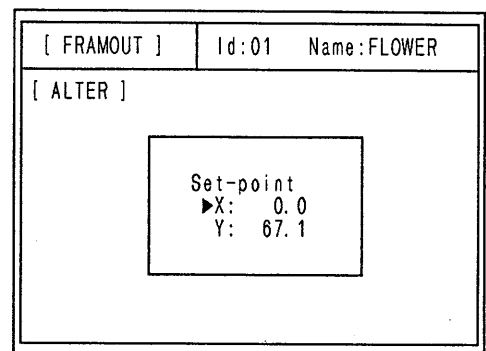 [ FRAMOUT ] Id:01 Name:FLOWER
[ ALTER ]
Set-point
▶X: 0.0
Y: 67.1